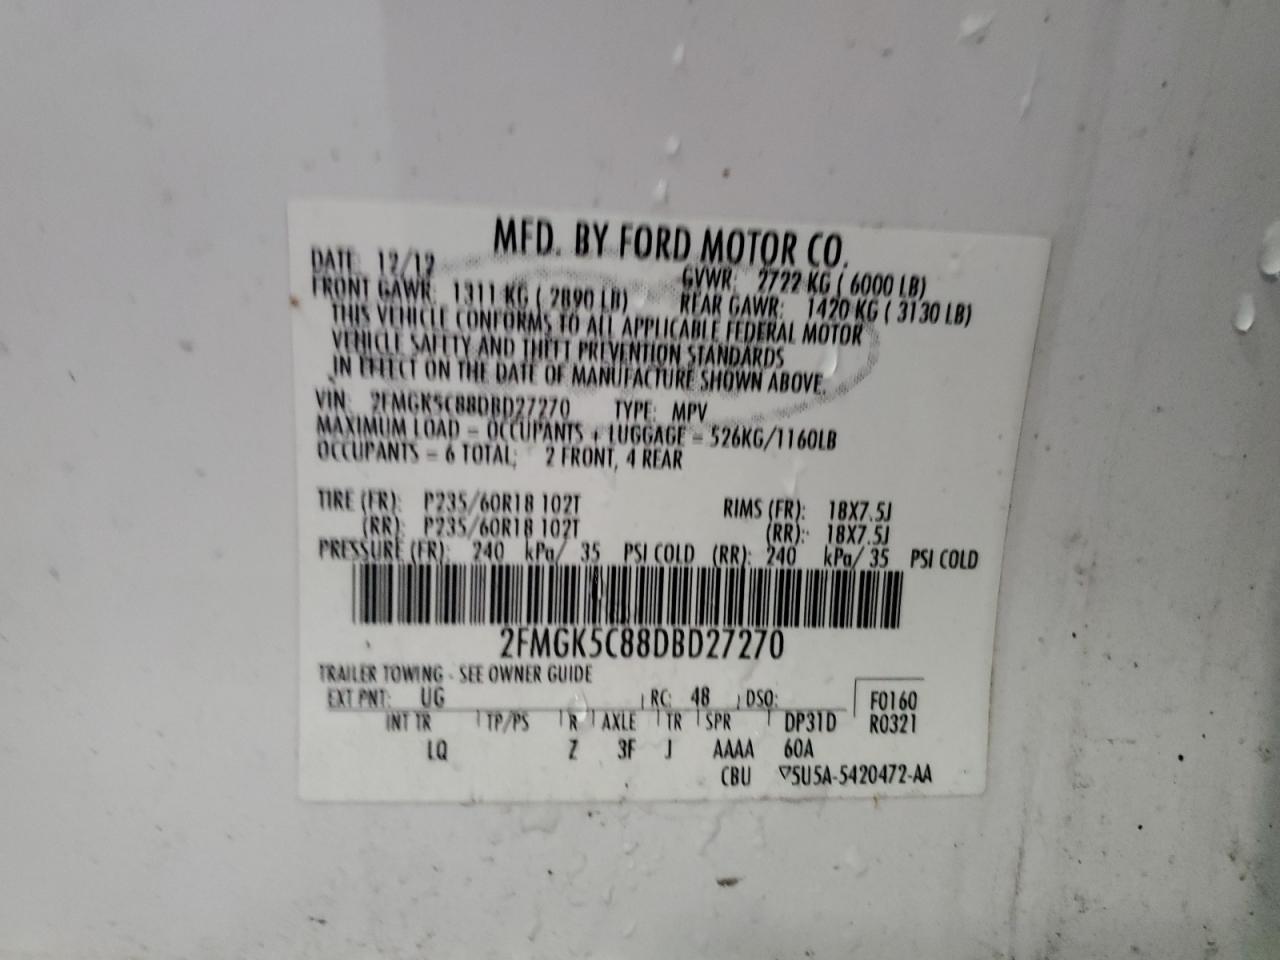 MFD. BY FORD MOTOR CO.
DATE: 12/12 GVWR: 2722 KG ( 6000 LB)
FRONT GAWR: 1311 KG ( 2890 LB) REAR GAWR: 1420 KG ( 3130 LB)
THIS VEHICLE CONFORMS TO ALL APPLICABLE FEDERAL MOTOR
VEHICLE SAFETY AND THEFT PREVENTION STANDARDS
IN EFFECT ON THE DATE OF MANUFACTURE SHOWN ABOVE.
VIN: 2FMGK5C88DBD27270 TYPE: MPV
MAXIMUM LOAD = OCCUPANTS + LUGGAGE = 526KG/1160LB
OCCUPANTS = 6 TOTAL; 2 FRONT, 4 REAR
TIRE (FR): P235/60R18 102T RIMS (FR): 18X7.5J
(RR): P235/60R18 102T (RR): 18X7.5J
PRESSURE (FR): 240 kPa/ 35 PSI COLD (RR): 240 kPa/ 35 PSI COLD
2FMGK5C88DBD27270
TRAILER TOWING - SEE OWNER GUIDE
EXT PNT: UG RC: 48 DSO: F0160
INT TR TP/PS R AXLE TR SPR DP31D R0321
LQ Z 3F J AAAA 60A
CBU ▽5U5A-5420472-AA